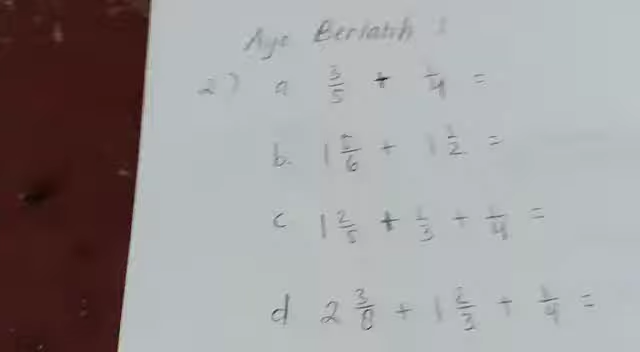 Ayo Berlatih :
2) a 3/5 + 1/4 =
b. 1 5/6 + 1 1/2 =
c 1 2/5 + 1/3 + 1/4 =
d 2 3/8 + 1 2/3 + 1/4 =